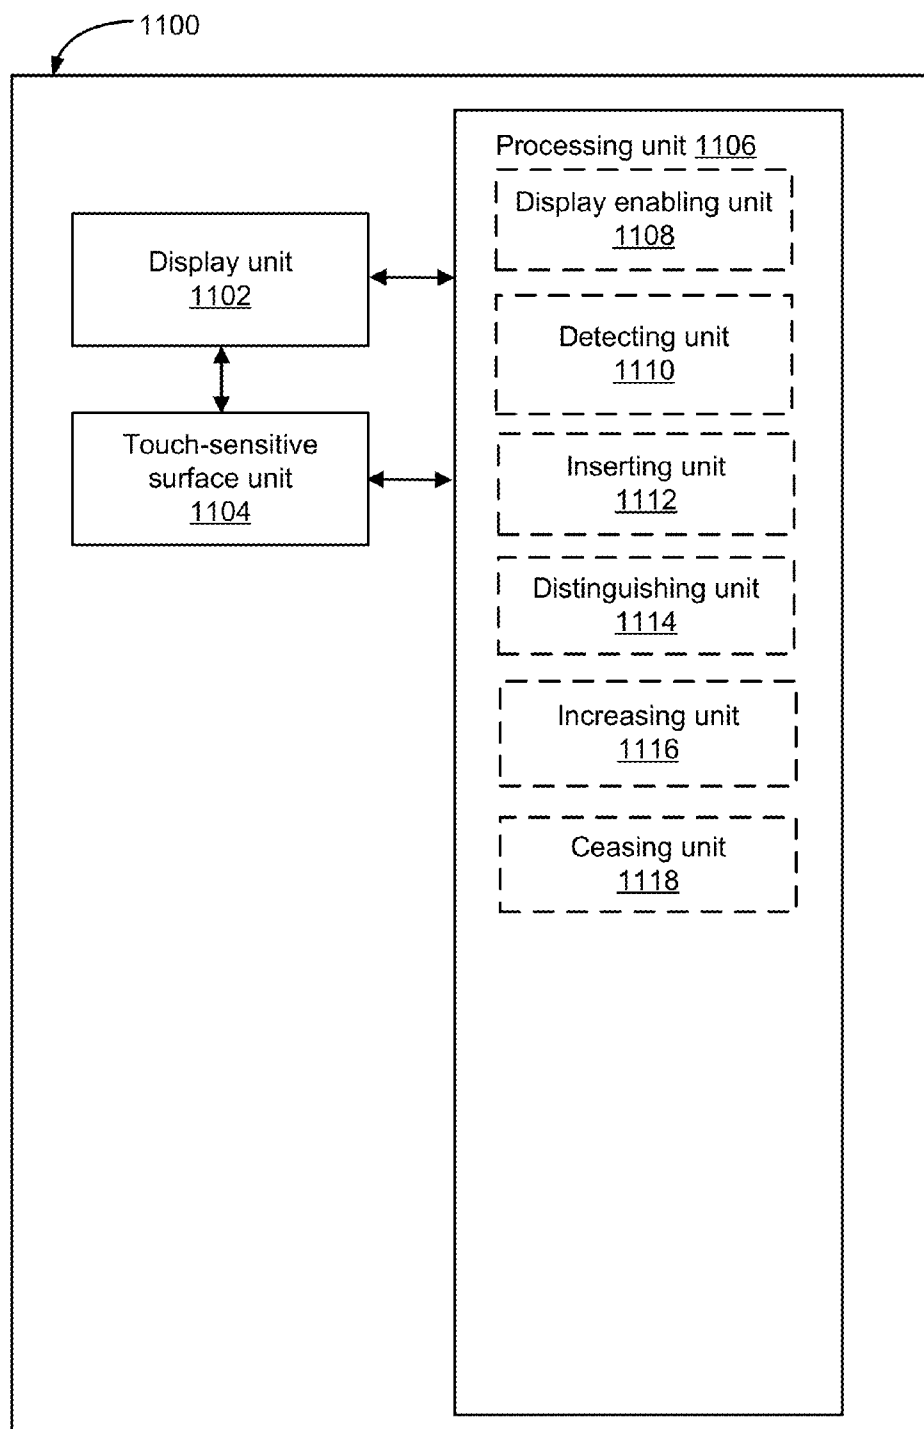 1100
Processing unit 1106
Display enabling unit
1108
Display unit
1102
Detecting unit
1110
Touch-sensitive
surface unit
1104
Inserting unit
1112
Distinguishing unit
1114
Increasing unit
1116
Ceasing unit
1118